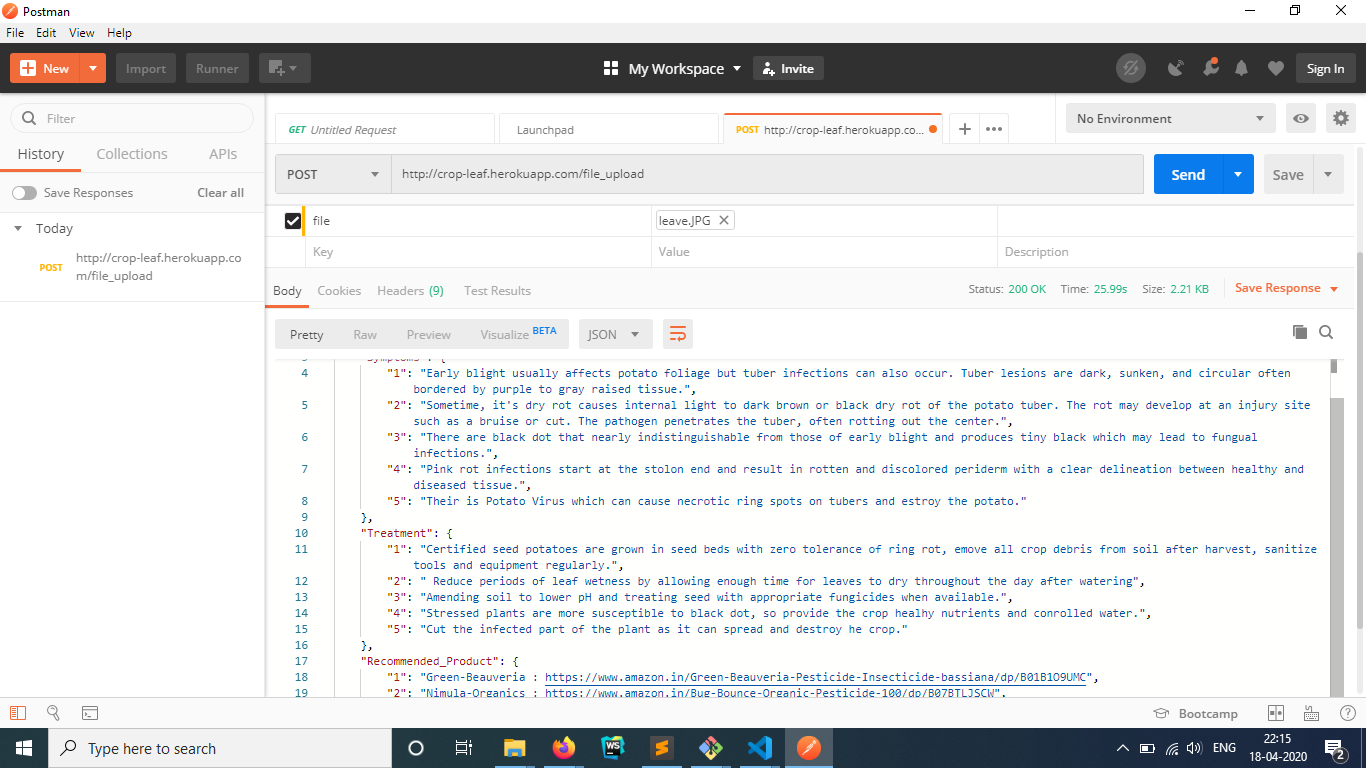 Postman
File Edit View Help
New Import Runner My Workspace Invite Sign In
Filter
History Collections APIs
Save Responses Clear all
Today
POST http://crop-leaf.herokuapp.co
m/file_upload
GET Untitled Request Launchpad POST http://crop-leaf.herokuapp.co... No Environment
POST http://crop-leaf.herokuapp.com/file_upload Send Save
file leave.JPG
Key Value Description
Body Cookies Headers (9) Test Results Status: 200 OK Time: 25.99s Size: 2.21 KB Save Response
Pretty Raw Preview Visualize BETA JSON
3 "Symptoms": {
4 "1": "Early blight usually affects potato foliage but tuber infections can also occur. Tuber lesions are dark, sunken, and circular often
bordered by purple to gray raised tissue.",
5 "2": "Sometime, it's dry rot causes internal light to dark brown or black dry rot of the potato tuber. The rot may develop at an injury site
such as a bruise or cut. The pathogen penetrates the tuber, often rotting out the center.",
6 "3": "There are black dot that nearly indistinguishable from those of early blight and produces tiny black which may lead to fungual
infections.",
7 "4": "Pink rot infections start at the stolon end and result in rotten and discolored periderm with a clear delineation between healthy and
diseased tissue.",
8 "5": "Their is Potato Virus which can cause necrotic ring spots on tubers and estroy the potato."
9 },
10 "Treatment": {
11 "1": "Certified seed potatoes are grown in seed beds with zero tolerance of ring rot, emove all crop debris from soil after harvest, sanitize
tools and equipment regularly.",
12 "2": " Reduce periods of leaf wetness by allowing enough time for leaves to dry throughout the day after watering",
13 "3": "Amending soil to lower pH and treating seed with appropriate fungicides when available.",
14 "4": "Stressed plants are more susceptible to black dot, so provide the crop healhy nutrients and conrolled water.",
15 "5": "Cut the infected part of the plant as it can spread and destroy he crop."
16 },
17 "Recommended_Product": {
18 "1": "Green-Beauveria : https://www.amazon.in/Green-Beauveria-Pesticide-Insecticide-bassiana/dp/B01B1O9UMC",
19 "2": "Nimula-Organics : https://www.amazon.in/Bug-Bounce-Organic-Pesticide-100/dp/B07BTLJSCW",
Bootcamp
Type here to search
WS
ENG 22:15
18-04-2020
2